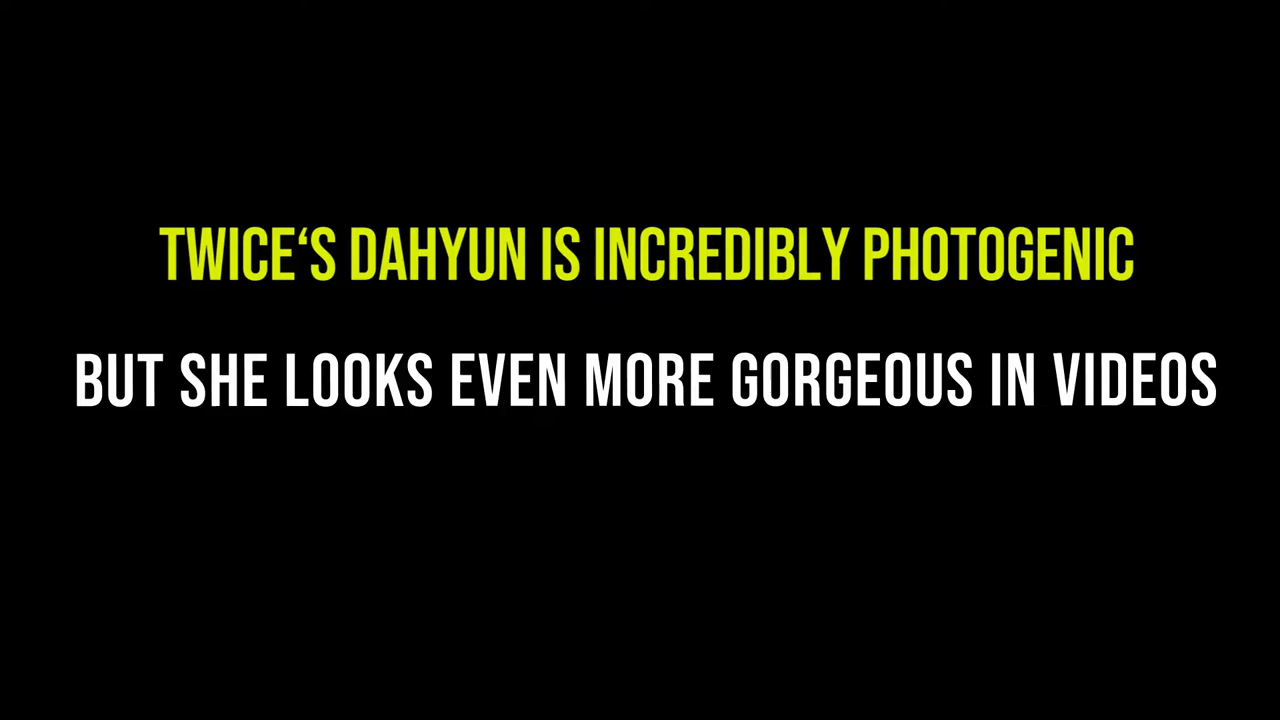 TWICE‘S DAHYUN IS INCREDIBLY PHOTOGENIC
BUT SHE LOOKS EVEN MORE GORGEOUS IN VIDEOS